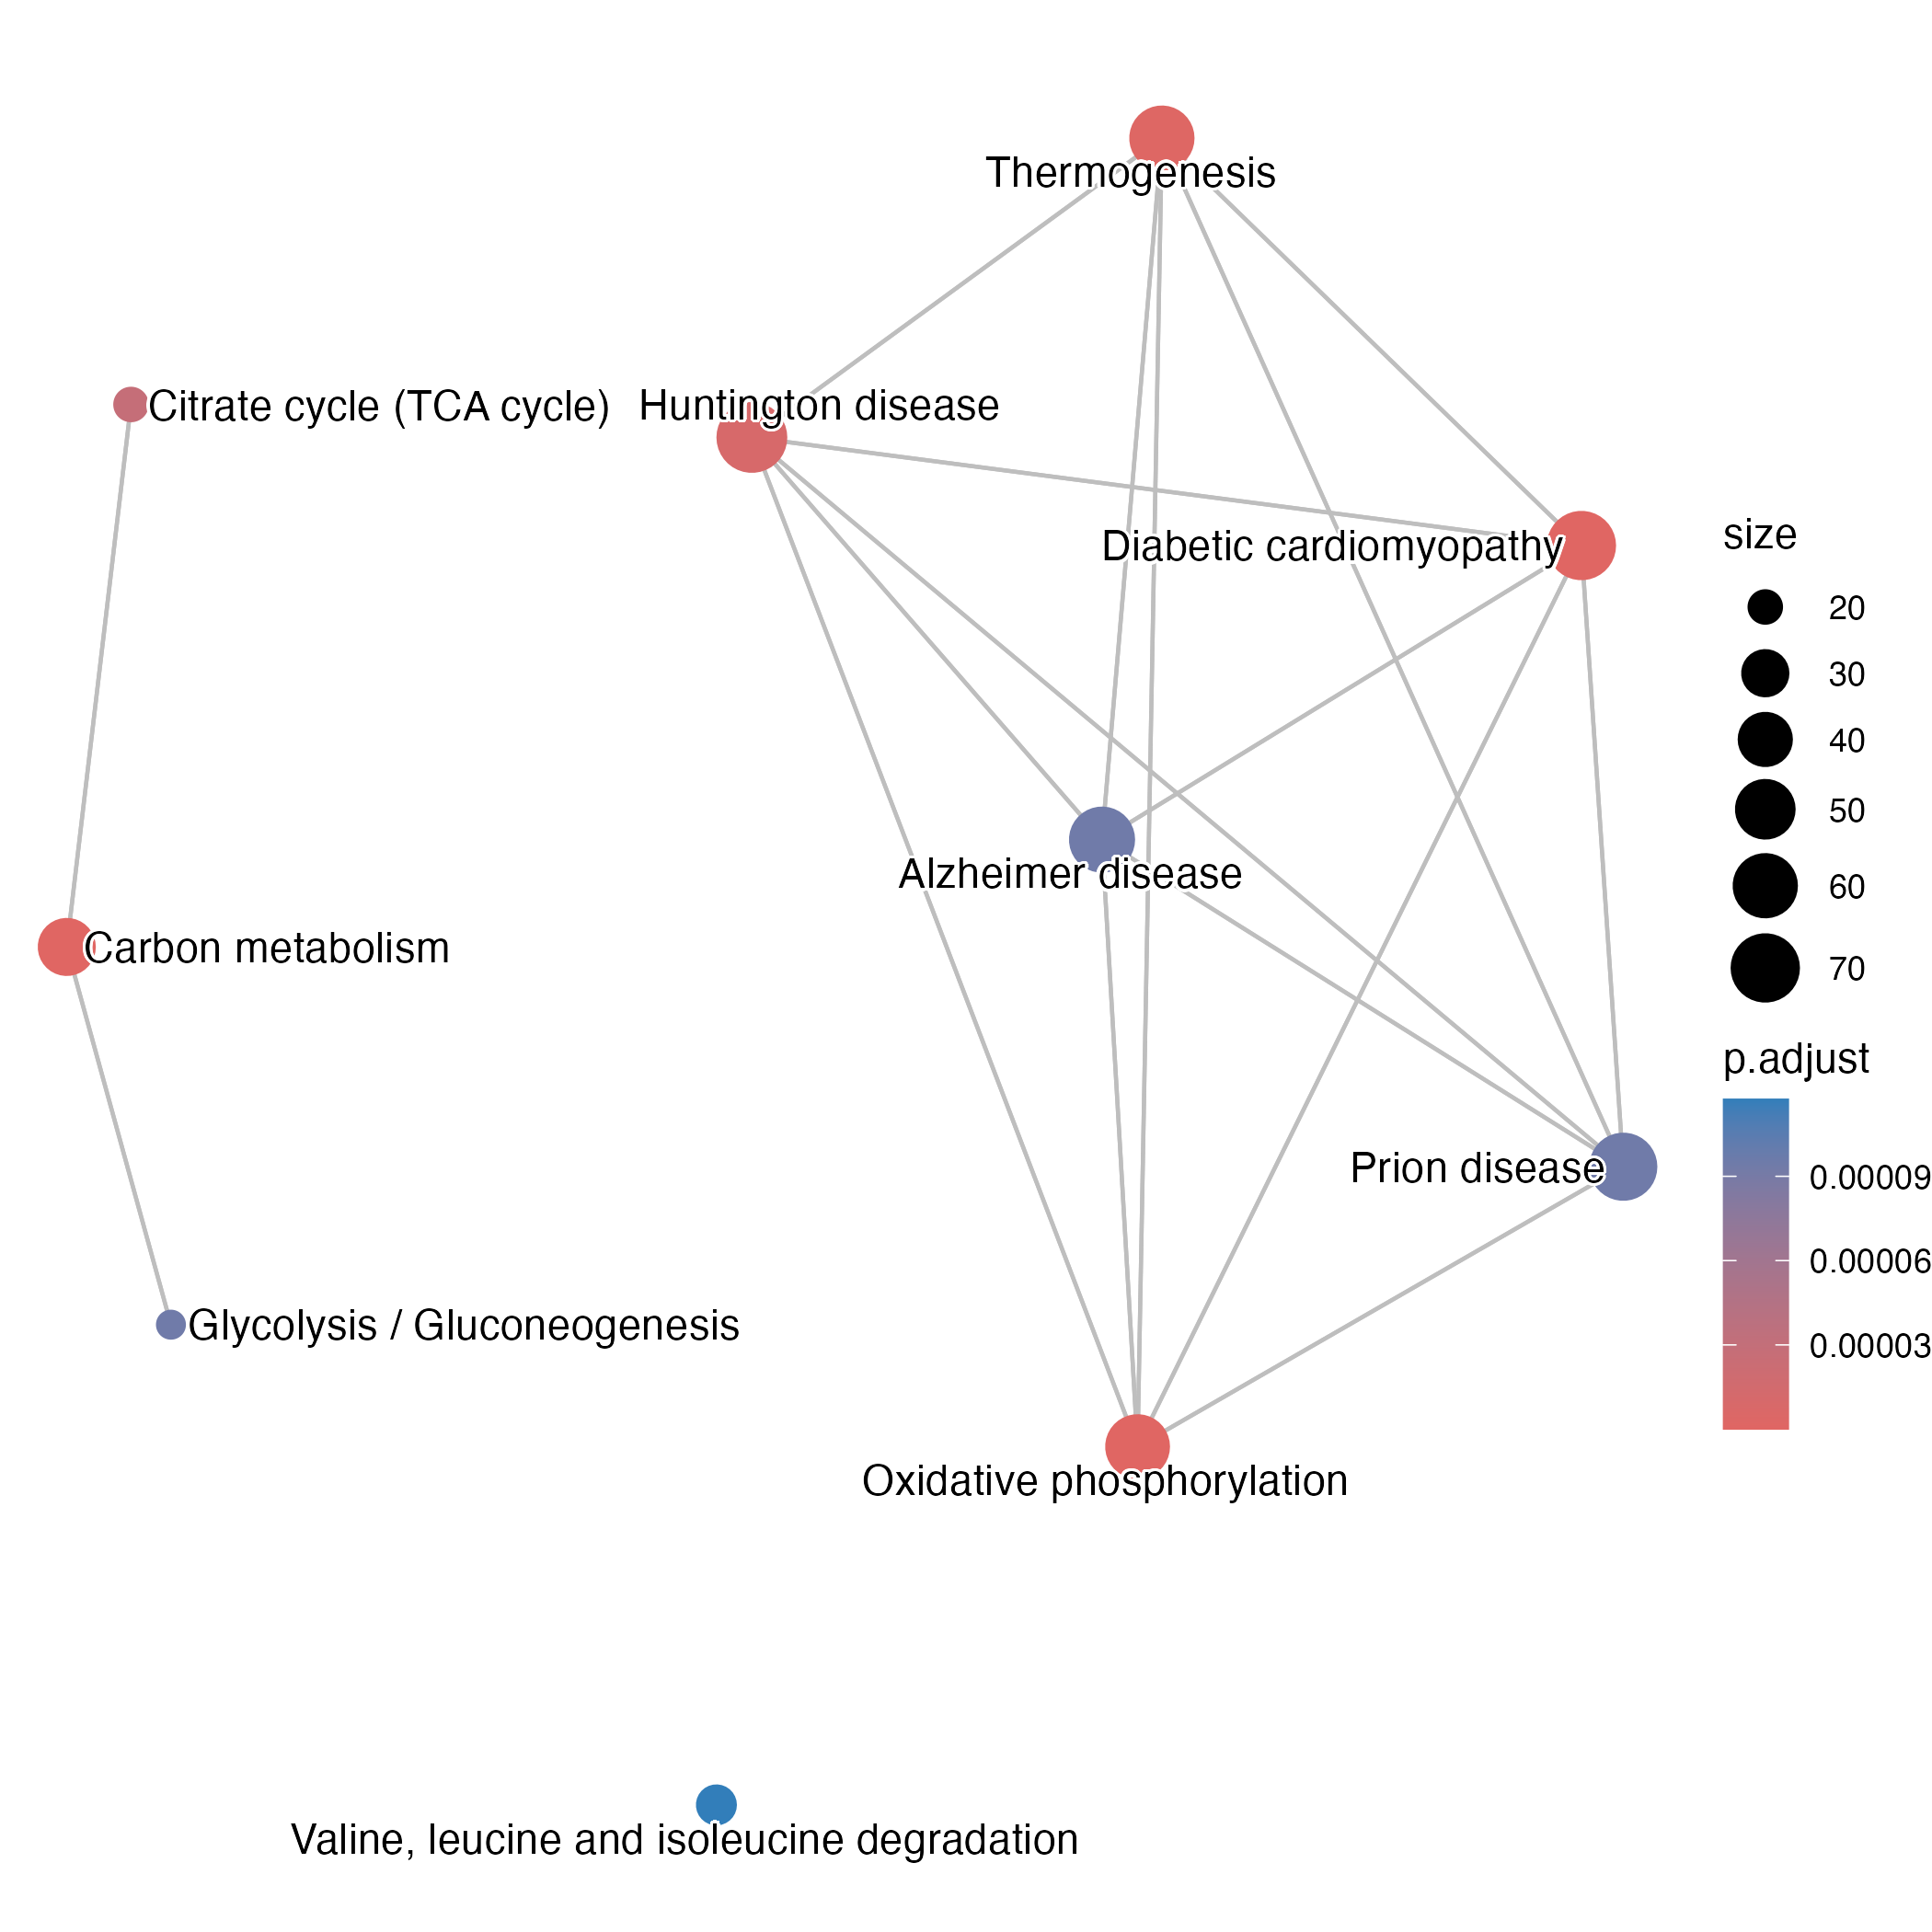 Thermogenesis
Citrate cycle (TCA cycle)
Huntington disease
Diabetic cardiomyopathy
Alzheimer disease
Carbon metabolism
Prion disease
Glycolysis / Gluconeogenesis
Oxidative phosphorylation
Valine, leucine and isoleucine degradation
size
20
30
40
50
60
70
p.adjust
0.00009
0.00006
0.00003